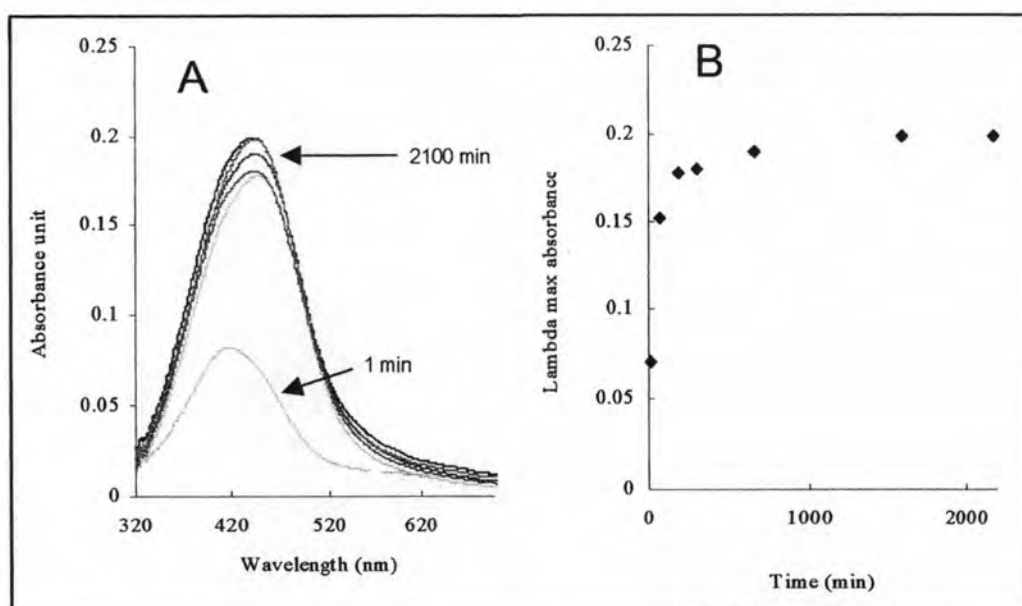 A
0.25
0.2
0.15
0.1
0.05
0
Absorbance unit
2100 min
1 min
320 420 520 620
Wavelength (nm)
B
0.25
0.2
0.15
0.1
0.05
0
Lambda max absorbance
0 1000 2000
Time (min)